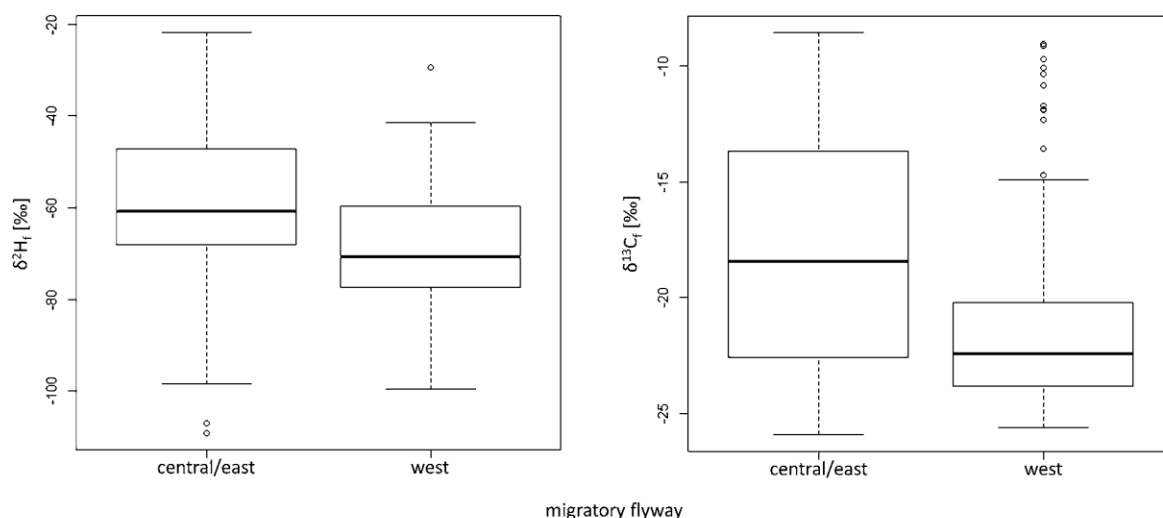 δ²H_f [‰]
-20
-40
-60
-80
-100
central/east
west
δ¹³C_f [‰]
-10
-15
-20
-25
central/east
west
migratory flyway